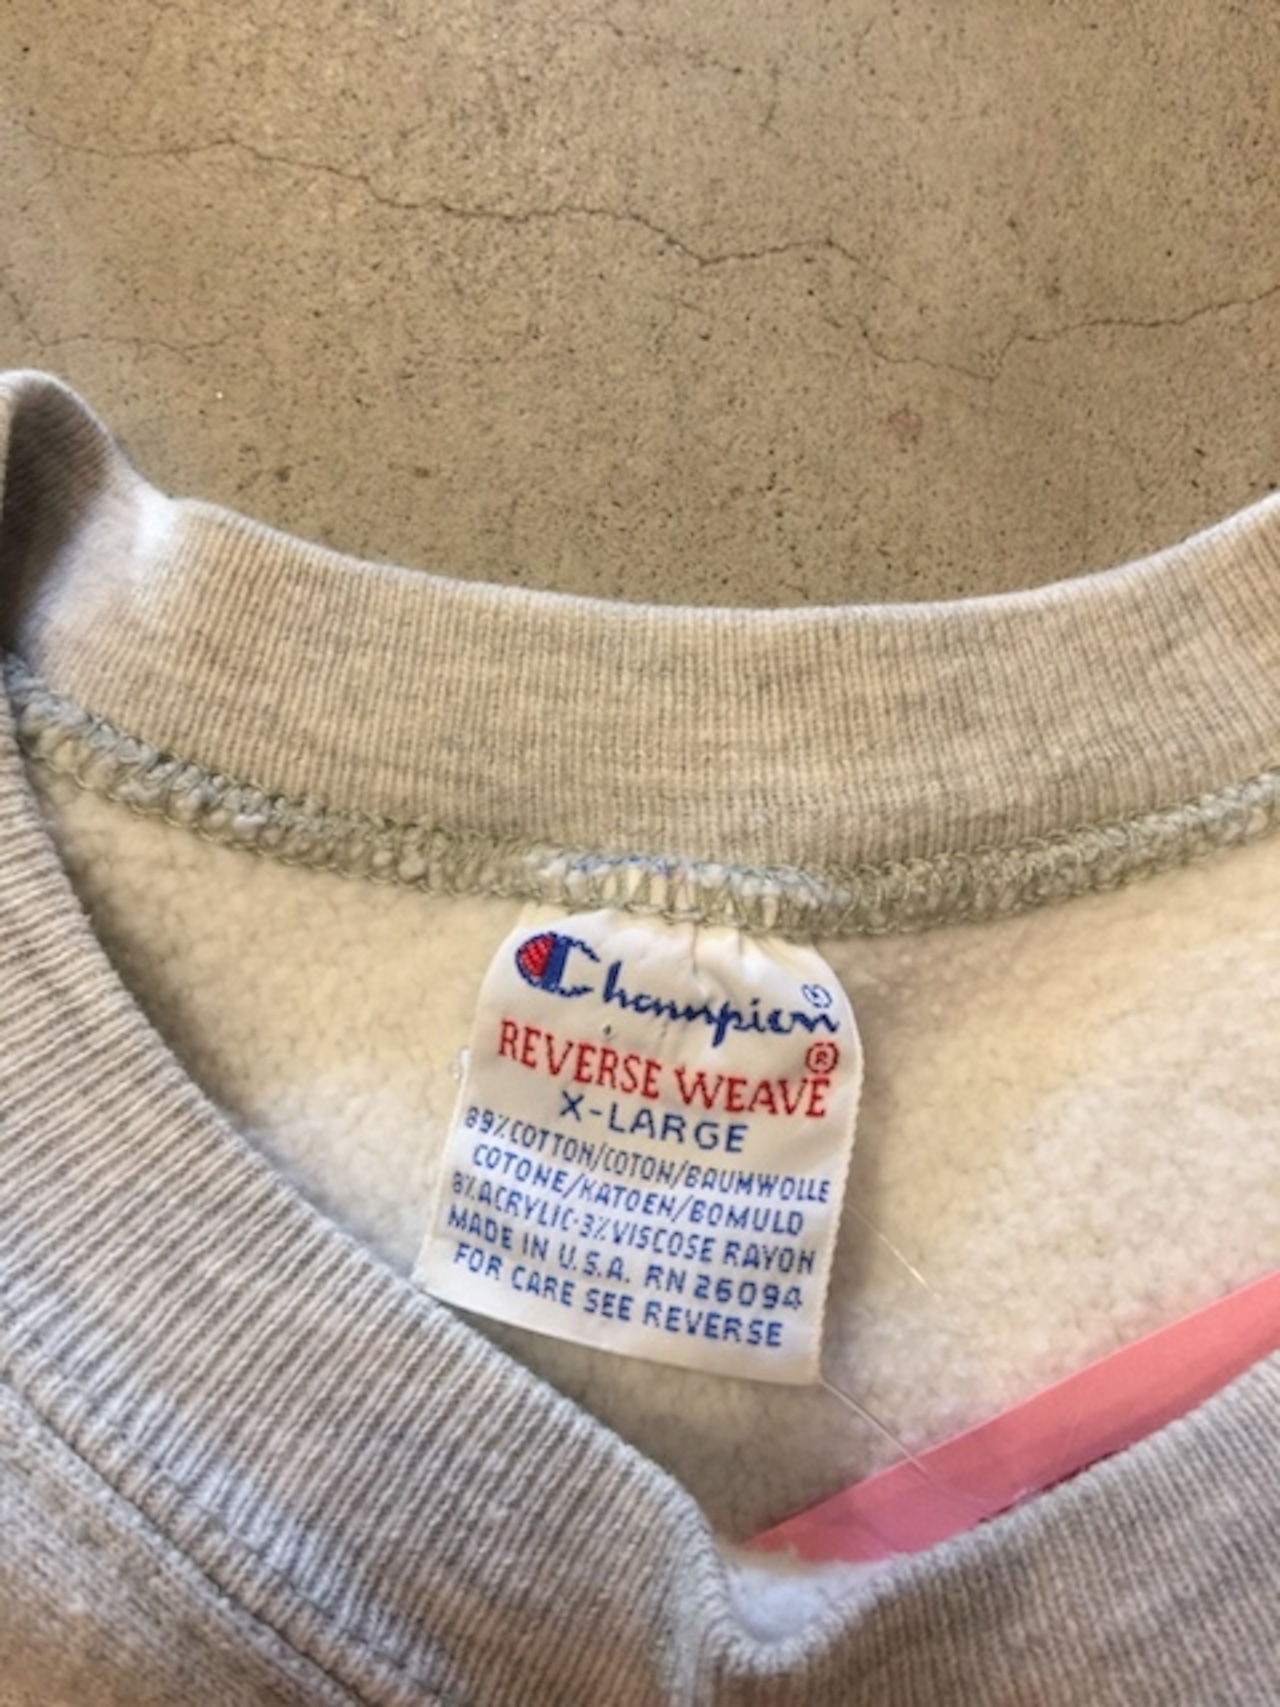 Champion®
REVERSE WEAVE®
X-LARGE
89% COTTON/COTON/BAUMWOLLE
COTONE/KATOEN/BOMULD
8% ACRYLIC-3% VISCOSE RAYON
MADE IN U.S.A. RN 26094
FOR CARE SEE REVERSE